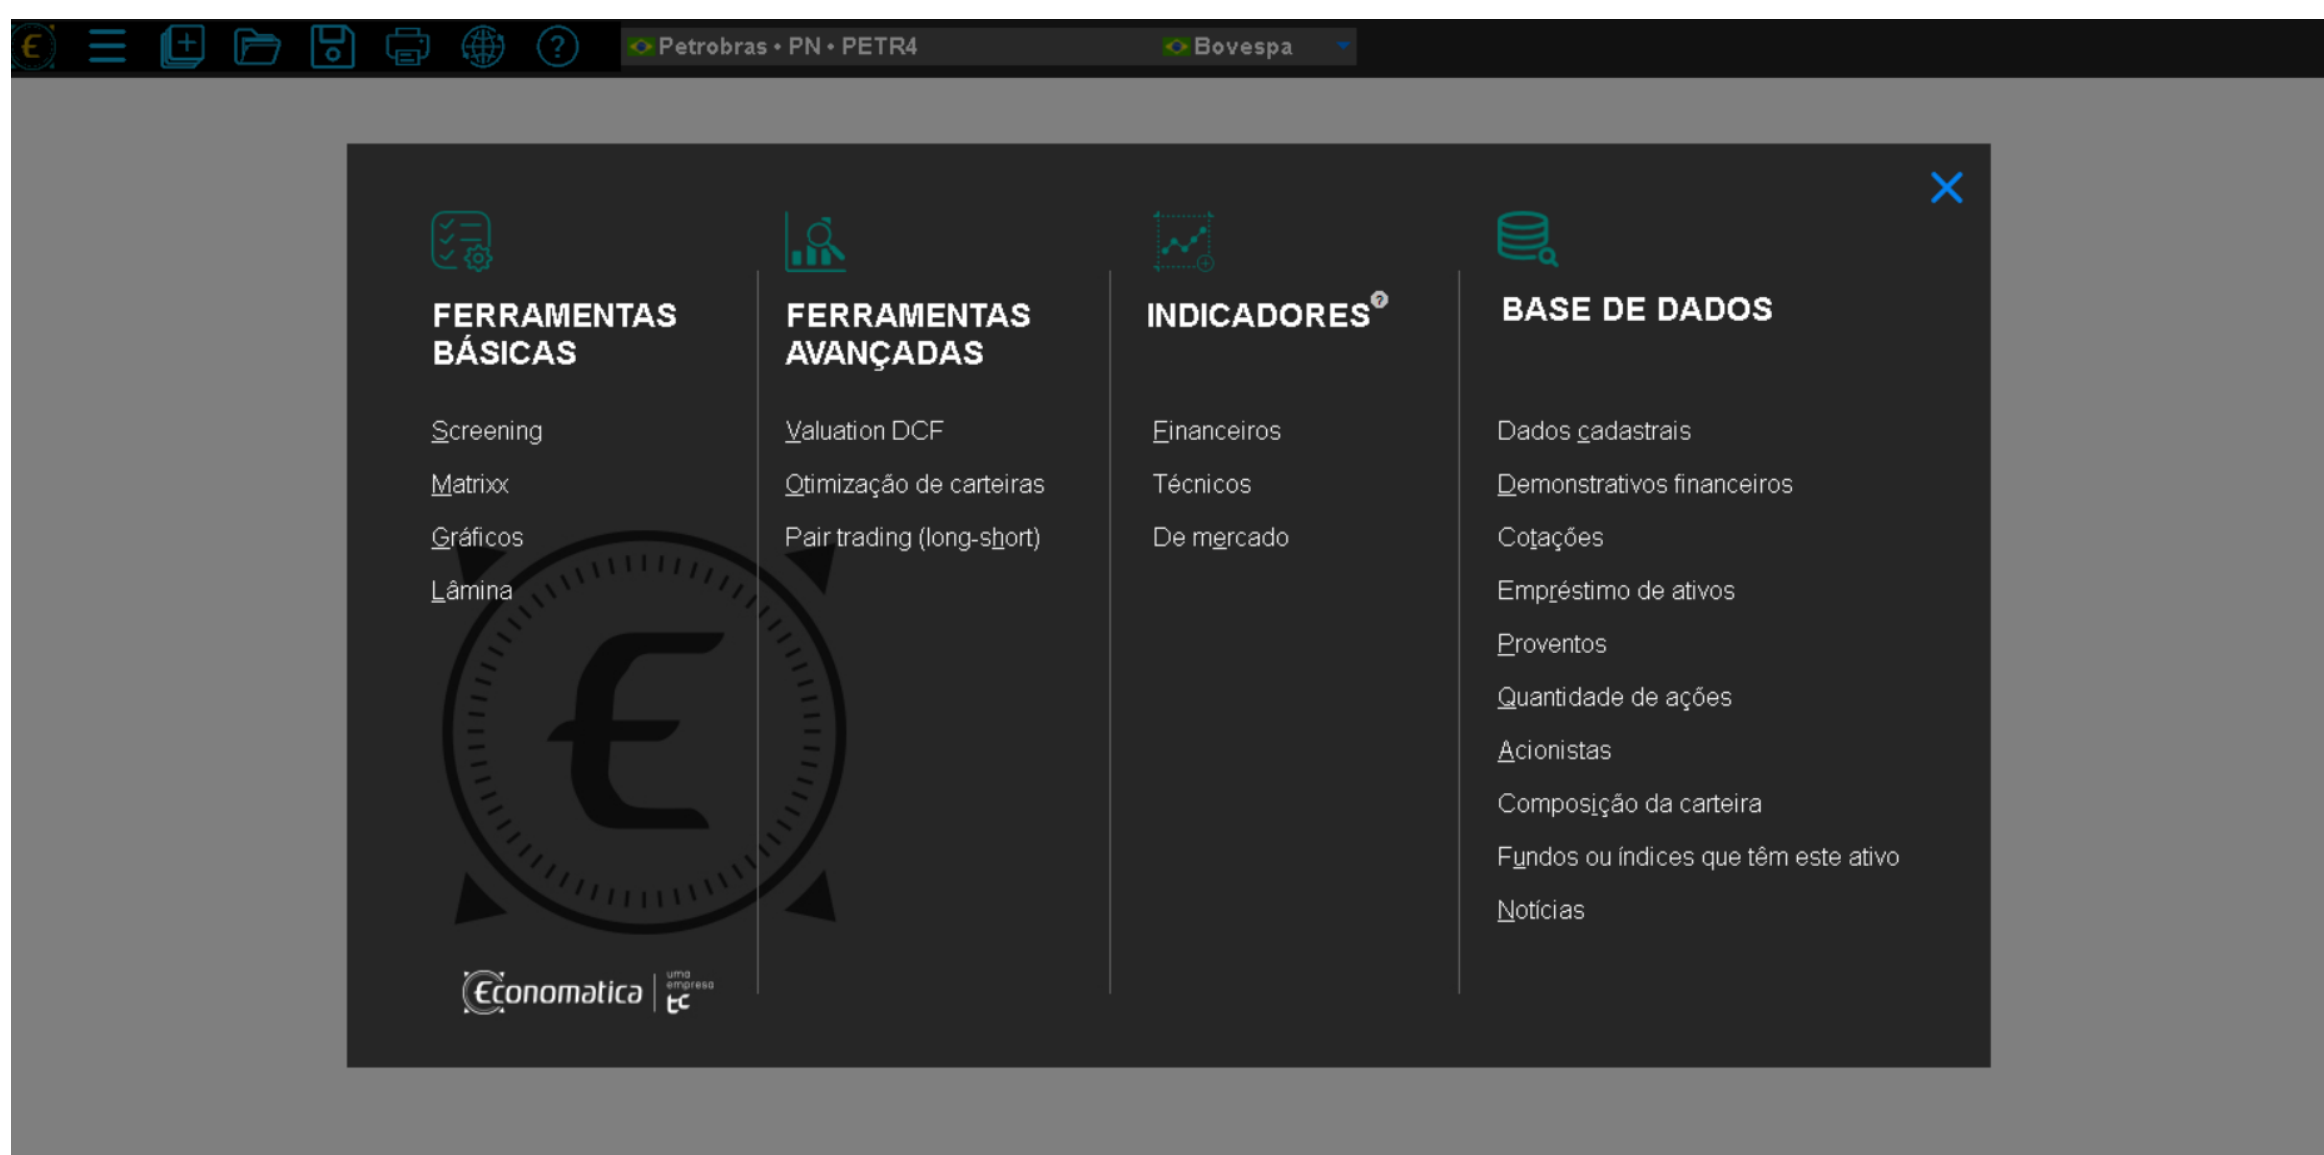 Petrobras • PN • PETR4
Bovespa
FERRAMENTAS
BÁSICAS
Screening
Matrixx
Gráficos
Lâmina
FERRAMENTAS
AVANÇADAS
Valuation DCF
Otimização de carteiras
Pair trading (long-short)
INDICADORES
Financeiros
Técnicos
De mercado
BASE DE DADOS
Dados cadastrais
Demonstrativos financeiros
Cotações
Empréstimo de ativos
Proventos
Quantidade de ações
Acionistas
Composição da carteira
Fundos ou índices que têm este ativo
Notícias
Economatica
uma
empresa
tc